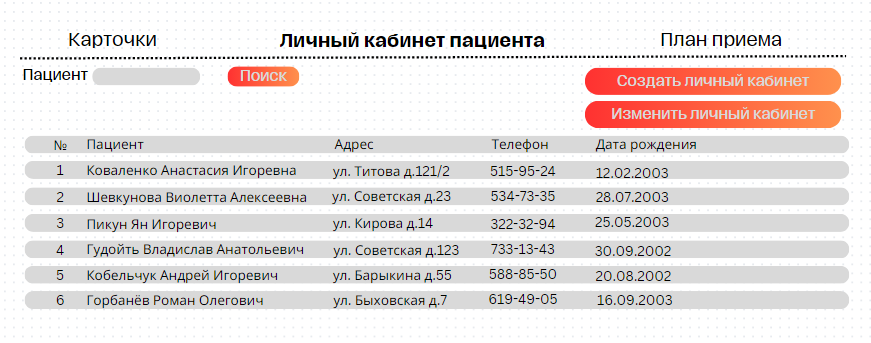 Карточки Личный кабинет пациента План приема
Пациент Поиск Создать личный кабинет
Изменить личный кабинет
№ Пациент Адрес Телефон Дата рождения
1 Коваленко Анастасия Игоревна ул. Титова д.121/2 515-95-24 12.02.2003
2 Шевкунова Виолетта Алексеевна ул. Советская д.23 534-73-35 28.07.2003
3 Пикун Ян Игоревич ул. Кирова д.14 322-32-94 25.05.2003
4 Гудойть Владислав Анатольевич ул. Советская д.123 733-13-43 30.09.2002
5 Кобельчук Андрей Игоревич ул. Барыкина д.55 588-85-50 20.08.2002
6 Горбанёв Роман Олегович ул. Быховская д.7 619-49-05 16.09.2003